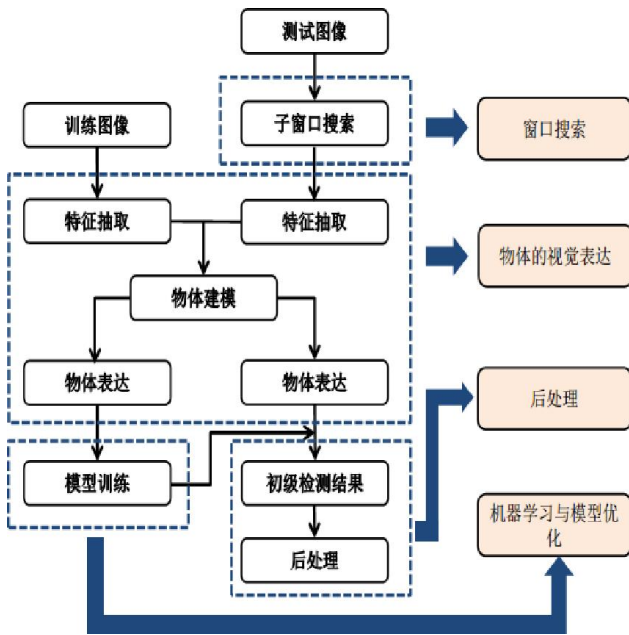 测试图像
训练图像
子窗口搜索
窗口搜索
特征抽取
特征抽取
物体的视觉表达
物体建模
物体表达
物体表达
后处理
模型训练
初级检测结果
机器学习与模型优
化
后处理